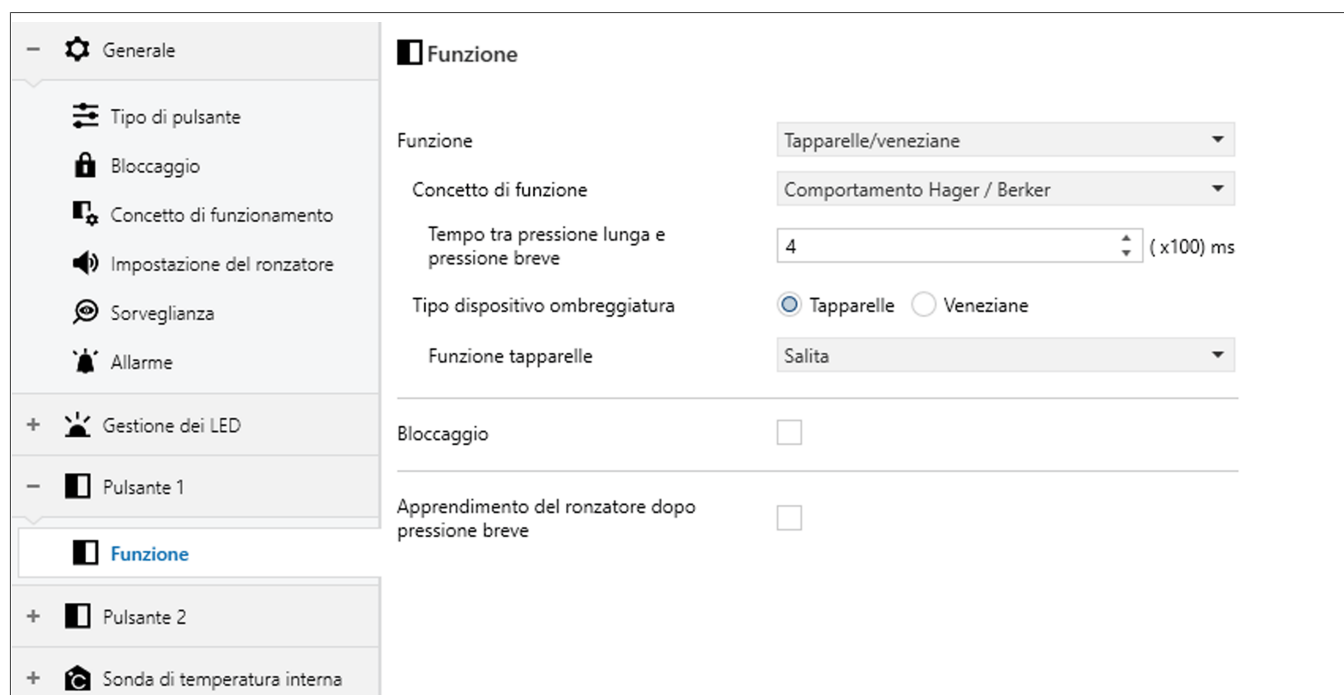 Generale
Tipo di pulsante
Bloccaggio
Concetto di funzionamento
Impostazione del ronzatore
Sorveglianza
Allarme
Gestione dei LED
Pulsante 1
Funzione
Pulsante 2
Sonda di temperatura interna
Funzione
Funzione Tapparelle/veneziane
Concetto di funzione Comportamento Hager / Berker
Tempo tra pressione lunga e
pressione breve 4 ( x100) ms
Tipo dispositivo ombreggiatura Tapparelle Veneziane
Funzione tapparelle Salita
Bloccaggio
Apprendimento del ronzatore dopo
pressione breve